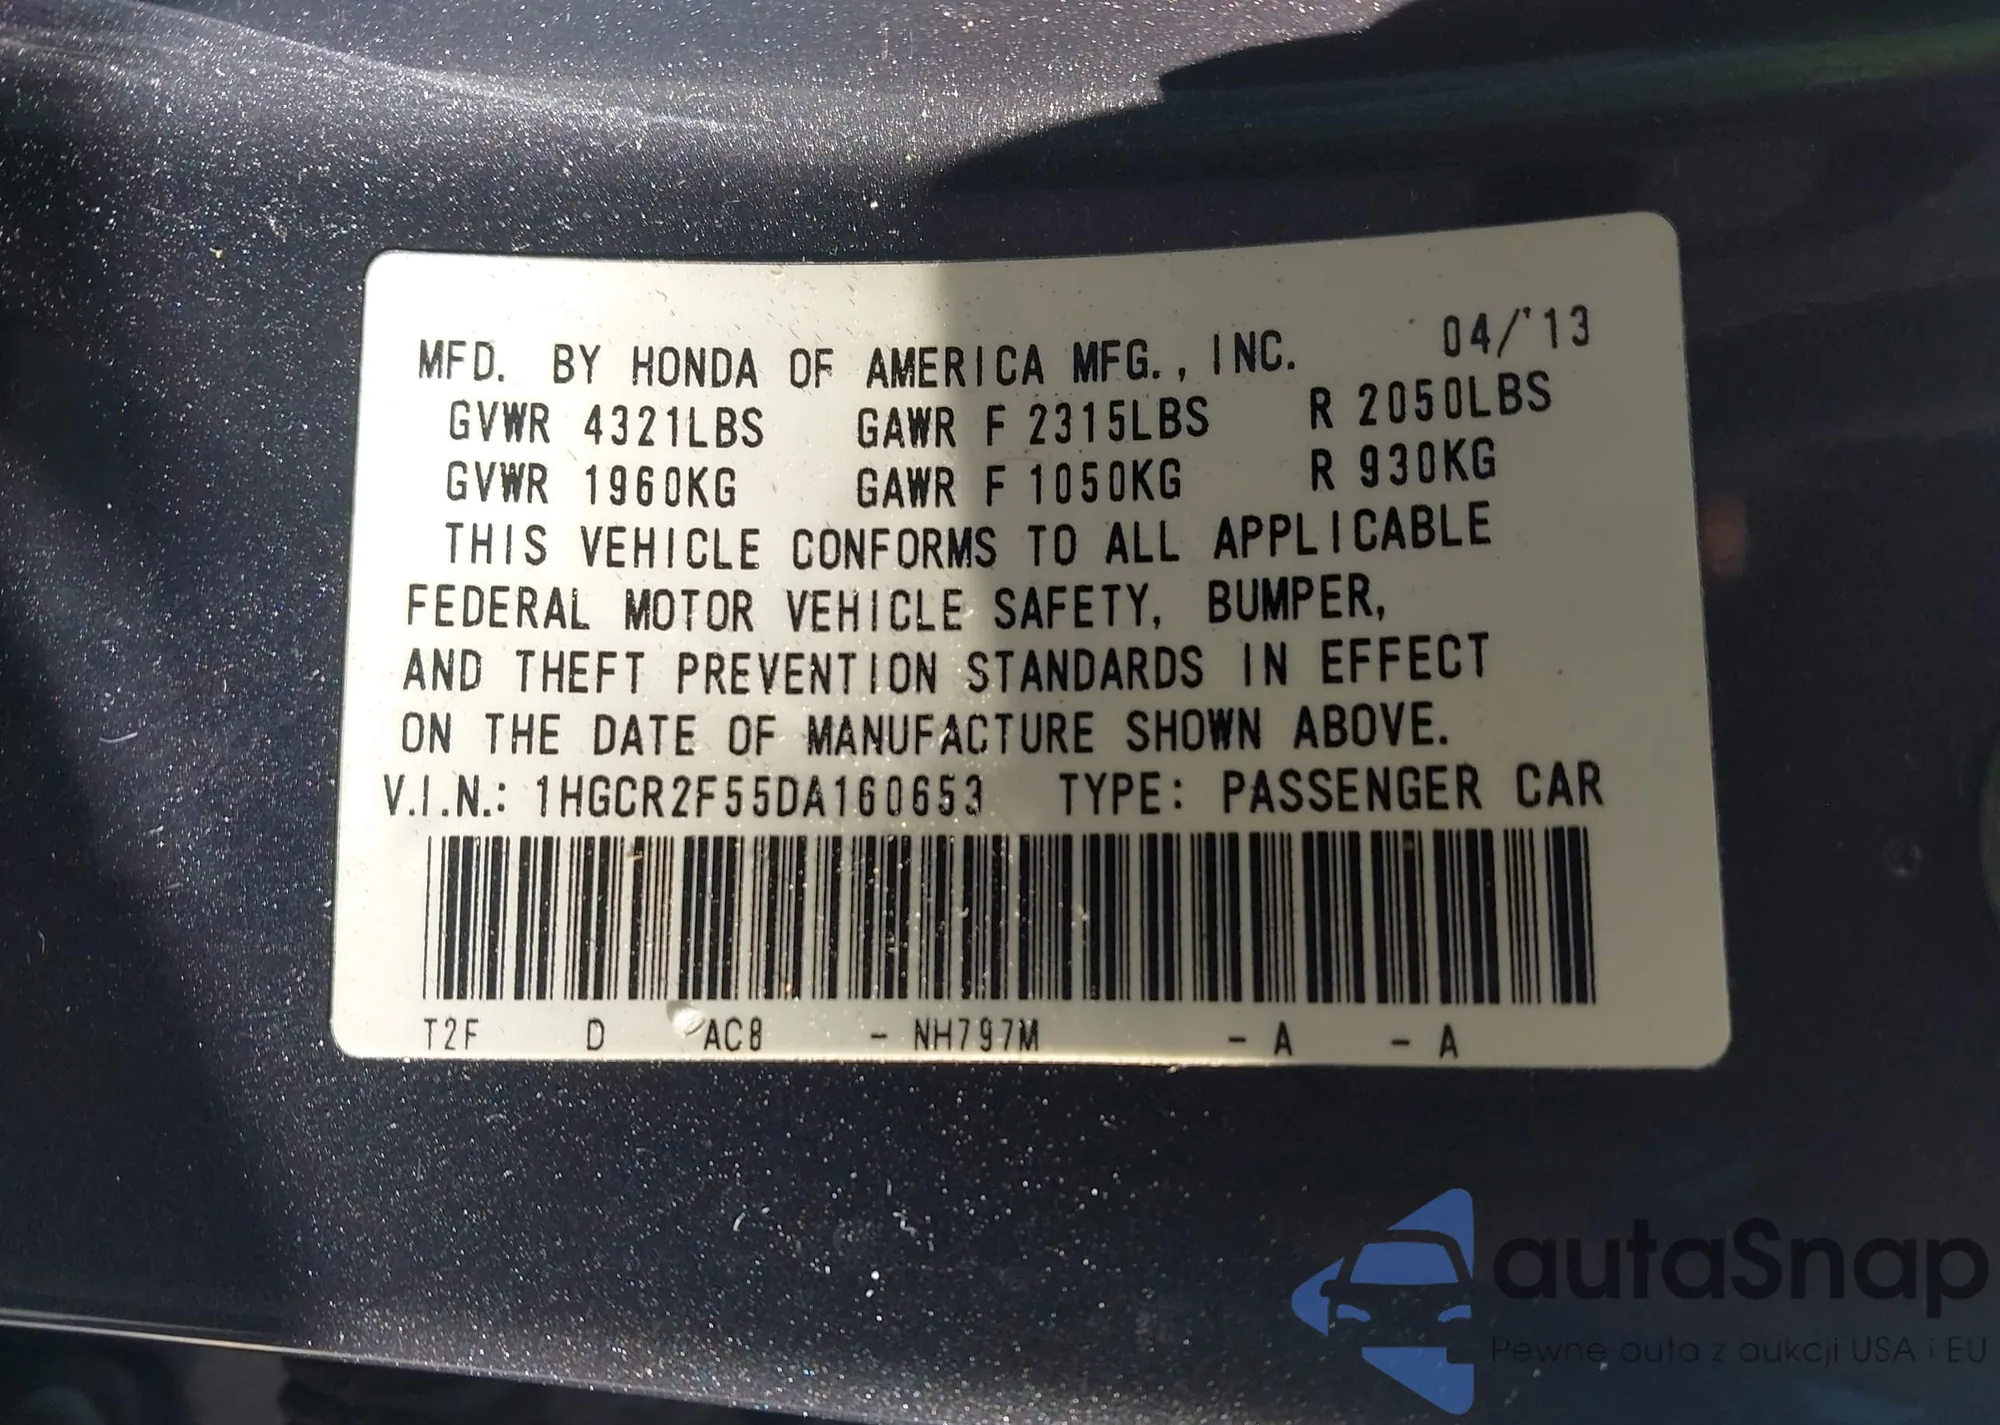 MFD. BY HONDA OF AMERICA MFG., INC. 04/'13
GVWR 4321LBS GAWR F 2315LBS R 2050LBS
GVWR 1960KG GAWR F 1050KG R 930KG
THIS VEHICLE CONFORMS TO ALL APPLICABLE
FEDERAL MOTOR VEHICLE SAFETY, BUMPER,
AND THEFT PREVENTION STANDARDS IN EFFECT
ON THE DATE OF MANUFACTURE SHOWN ABOVE.
V.I.N.: 1HGCR2F55DA160653 TYPE: PASSENGER CAR
T2F D AC8 - NH797M - A - A
autaSnap
Pewne auta z aukcji USA i EU